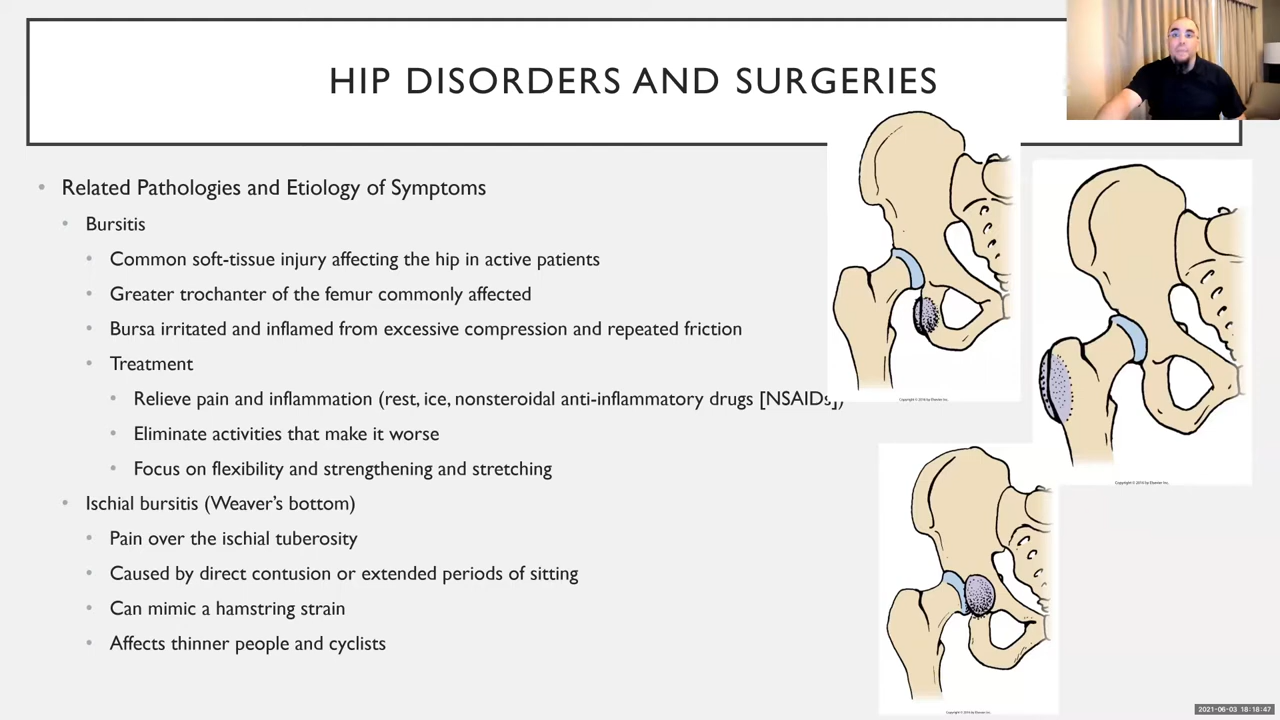 HIP DISORDERS AND SURGERIES
• Related Pathologies and Etiology of Symptoms
• Bursitis
• Common soft-tissue injury affecting the hip in active patients
• Greater trochanter of the femur commonly affected
• Bursa irritated and inflamed from excessive compression and repeated friction
• Treatment
• Relieve pain and inflammation (rest, ice, nonsteroidal anti-inflammatory drugs [NSAIDs])
• Eliminate activities that make it worse
• Focus on flexibility and strengthening and stretching
• Ischial bursitis (Weaver’s bottom)
• Pain over the ischial tuberosity
• Caused by direct contusion or extended periods of sitting
• Can mimic a hamstring strain
• Affects thinner people and cyclists
2021-06-03 18:18:47